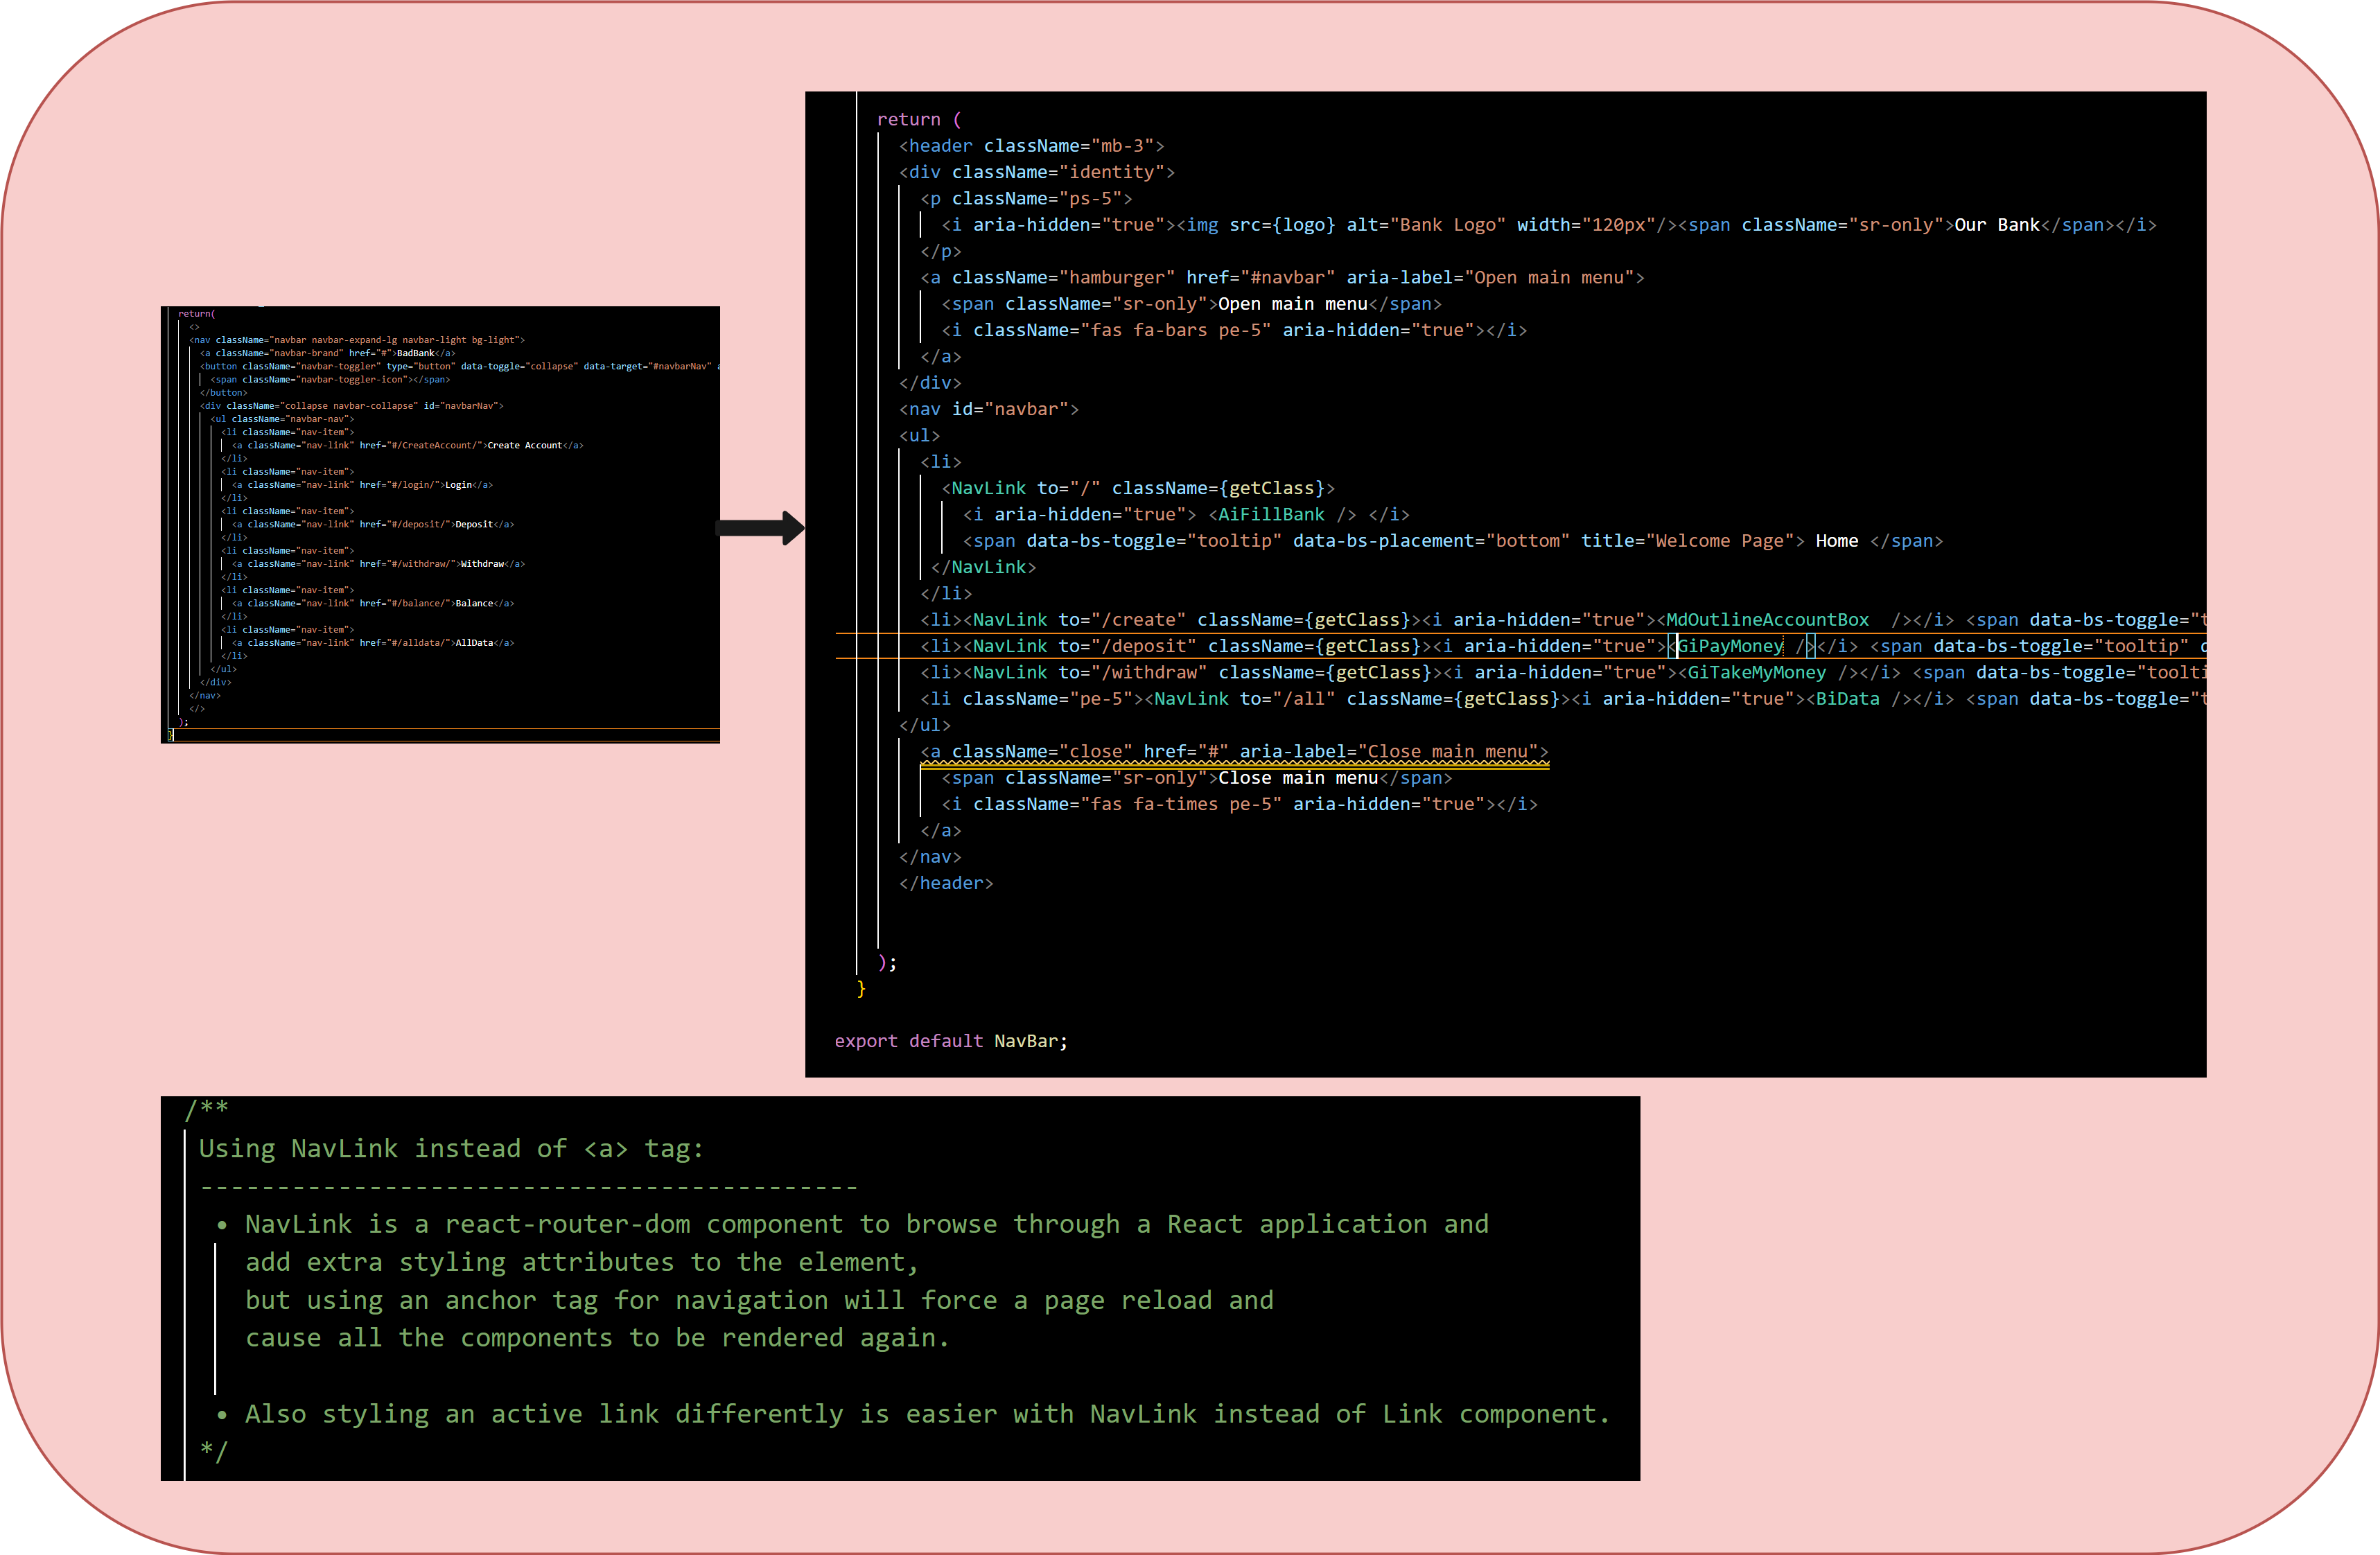 return(
<>
<nav className="navbar navbar-expand-lg navbar-light bg-light">
<a className="navbar-brand" href="#">BadBank</a>
<button className="navbar-toggler" type="button" data-toggle="collapse" data-target="#navbarNav"
<span className="navbar-toggler-icon"></span>
</button>
<div className="collapse navbar-collapse" id="navbarNav">
<ul className="navbar-nav">
<li className="nav-item">
<a className="nav-link" href="#/CreateAccount/">Create Account</a>
</li>
<li className="nav-item">
<a className="nav-link" href="#/login/">Login</a>
</li>
<li className="nav-item">
<a className="nav-link" href="#/deposit/">Deposit</a>
</li>
<li className="nav-item">
<a className="nav-link" href="#/withdraw/">Withdraw</a>
</li>
<li className="nav-item">
<a className="nav-link" href="#/balance/">Balance</a>
</li>
<li className="nav-item">
<a className="nav-link" href="#/alldata/">AllData</a>
</li>
</ul>
</div>
</nav>
</>
);
}
return (
<header className="mb-3">
<div className="identity">
<p className="ps-5">
<i aria-hidden="true"><img src={logo} alt="Bank Logo" width="120px"/><span className="sr-only">Our Bank</span></i>
</p>
<a className="hamburger" href="#navbar" aria-label="Open main menu">
<span className="sr-only">Open main menu</span>
<i className="fas fa-bars pe-5" aria-hidden="true"></i>
</a>
</div>
<nav id="navbar">
<ul>
<li>
<NavLink to="/" className={getClass}>
<i aria-hidden="true"> <AiFillBank /> </i>
<span data-bs-toggle="tooltip" data-bs-placement="bottom" title="Welcome Page"> Home </span>
</NavLink>
</li>
<li><NavLink to="/create" className={getClass}><i aria-hidden="true"><MdOutlineAccountBox  /></i> <span data-bs-toggle="t
<li><NavLink to="/deposit" className={getClass}><i aria-hidden="true"><GiPayMoney /></i> <span data-bs-toggle="tooltip" d
<li><NavLink to="/withdraw" className={getClass}><i aria-hidden="true"><GiTakeMyMoney /></i> <span data-bs-toggle="toolti
<li className="pe-5"><NavLink to="/all" className={getClass}><i aria-hidden="true"><BiData /></i> <span data-bs-toggle="t
</ul>
<a className="close" href="#" aria-label="Close main menu">
<span className="sr-only">Close main menu</span>
<i className="fas fa-times pe-5" aria-hidden="true"></i>
</a>
</nav>
</header>
);
}
export default NavBar;
/**
Using NavLink instead of <a> tag:
-------------------------------------------
• NavLink is a react-router-dom component to browse through a React application and
add extra styling attributes to the element,
but using an anchor tag for navigation will force a page reload and
cause all the components to be rendered again.
• Also styling an active link differently is easier with NavLink instead of Link component.
*/